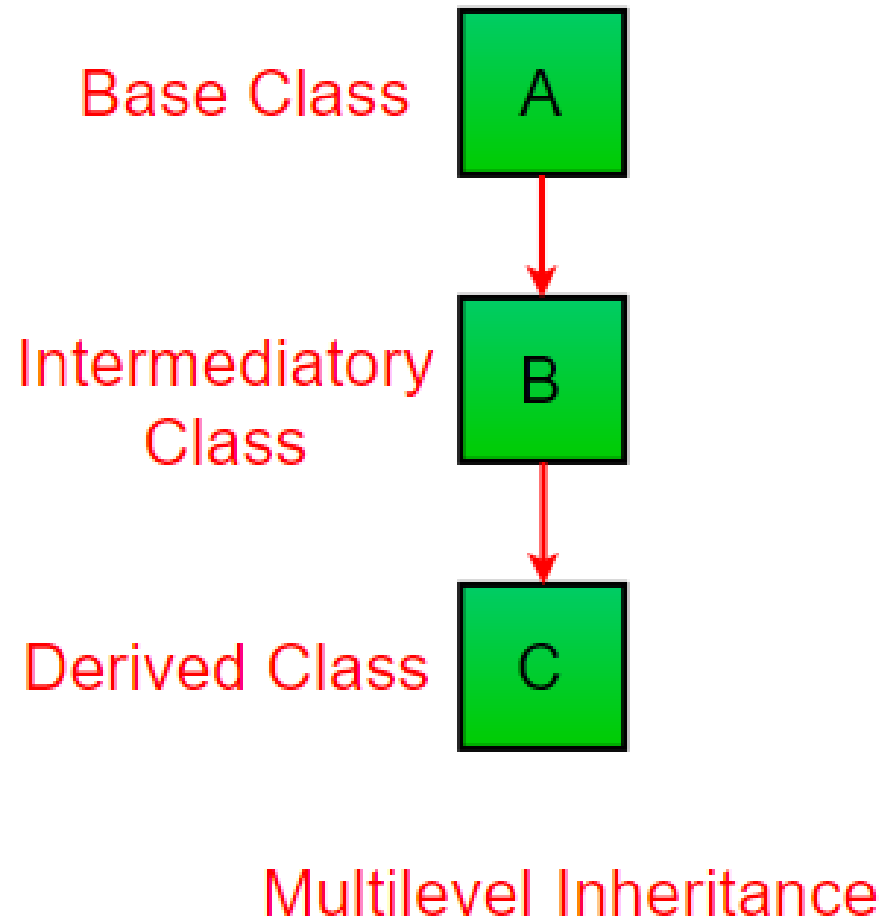 Base Class
A
Intermediatory
Class
B
Derived Class
C
Multilevel Inheritance